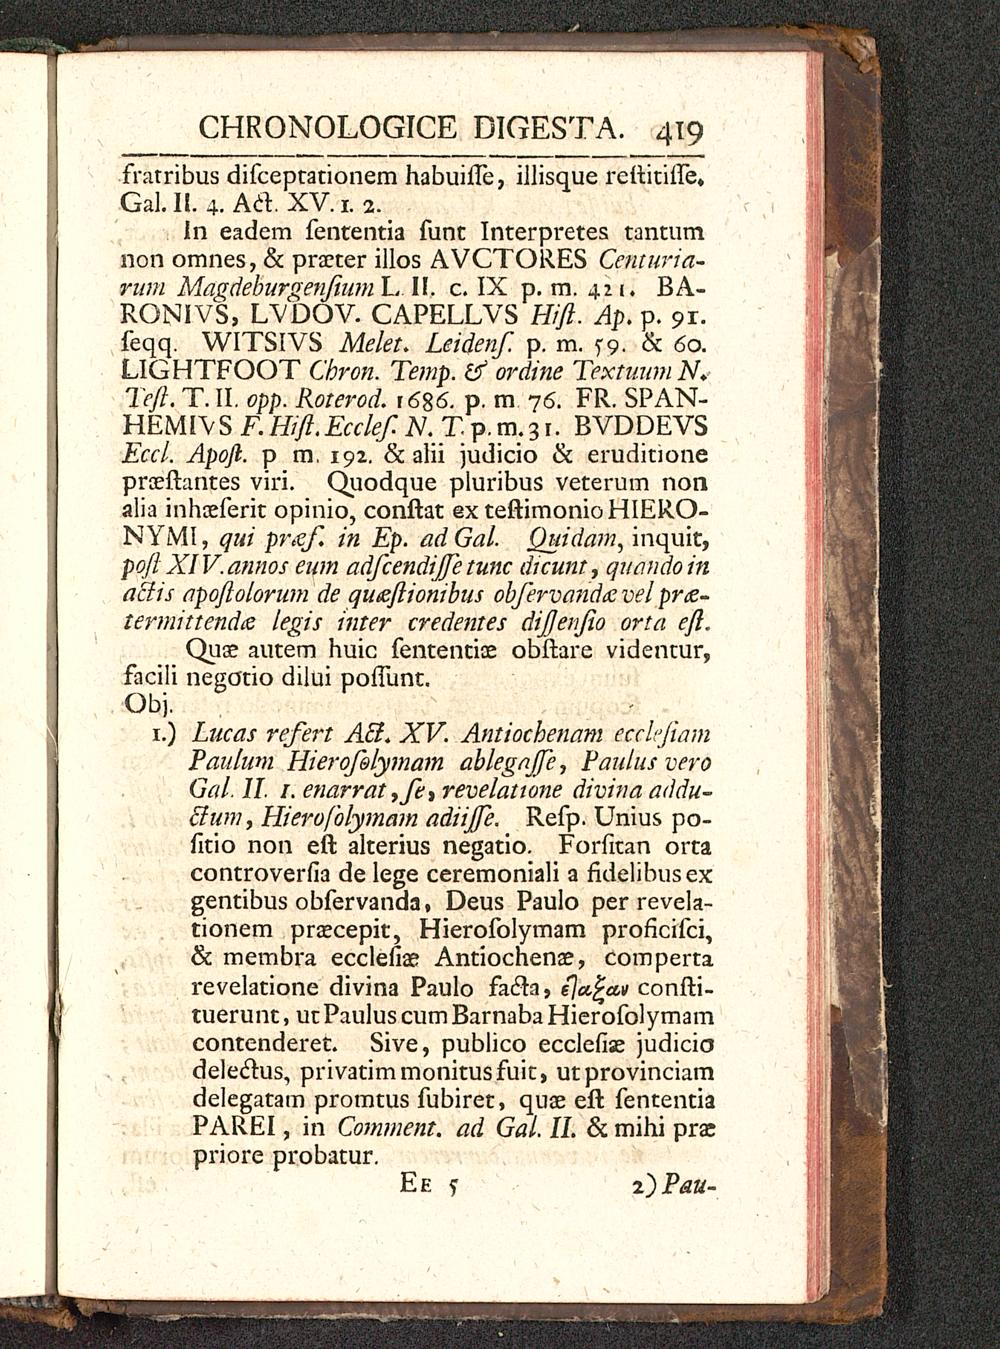 CHRONOLOGICE DIGESTA. 419
fratribus diſceptationem habuiſſe, illisque reſtitiſſe.
Gal. II. 4. Act. XV. 1. 2.
In eadem ſententia ſunt Interpretes tantum
non omnes, & præter illos AVCTORES Centuria-
rum Magdeburgenſium L. II. c. IX p. m. 421. BA-
RONIVS, LVDOV. CAPELLVS Hiſt. Ap. p. 91.
ſeqq. WITSIVS Melet. Leidenſ. p. m. 59. & 60.
LIGHTFOOT Chron. Temp. & ordine Textuum N.
Teſt. T. II. opp. Roterod. 1686. p. m 76. FR. SPAN-
HEMIVS F. Hiſt. Eccleſ. N. T. p. m. 31. BVDDEVS
Eccl. Apoſt. p m. 192. & alii judicio & eruditione
præſtantes viri. Quodque pluribus veterum non
alia inhæſerit opinio, conſtat ex teſtimonio HIERO-
NYMI, qui præf. in Ep. ad Gal. Quidam, inquit,
poſt XIV. annos eum adſcendiſſe tunc dicunt, quando in
actis apoſtolorum de quæſtionibus obſervandæ vel præ-
termittendæ legis inter credentes diſſenſio orta eſt.
Quæ autem huic ſententiæ obſtare videntur,
facili negotio dilui poſſunt.
Obj.
1.) Lucas refert Act. XV. Antiochenam eccleſiam
Paulum Hieroſolymam ablegaſſe, Paulus vero
Gal. II. 1. enarrat, ſe, revelatione divina addu-
ctum, Hieroſolymam adiiſſe. Reſp. Unius po-
ſitio non eſt alterius negatio. Forſitan orta
controverſia de lege ceremoniali a fidelibus ex
gentibus obſervanda, Deus Paulo per revela-
tionem præcepit, Hieroſolymam proficiſci,
& membra eccleſiæ Antiochenæ, comperta
revelatione divina Paulo facta, εταξαν conſti-
tuerunt, ut Paulus cum Barnaba Hieroſolymam
contenderet. Sive, publico eccleſiæ judicio
delectus, privatim monitus fuit, ut provinciam
delegatam promtus ſubiret, quæ eſt ſententia
PAREI, in Comment. ad Gal. II. & mihi præ
priore probatur.
EE 5 2) Pau-